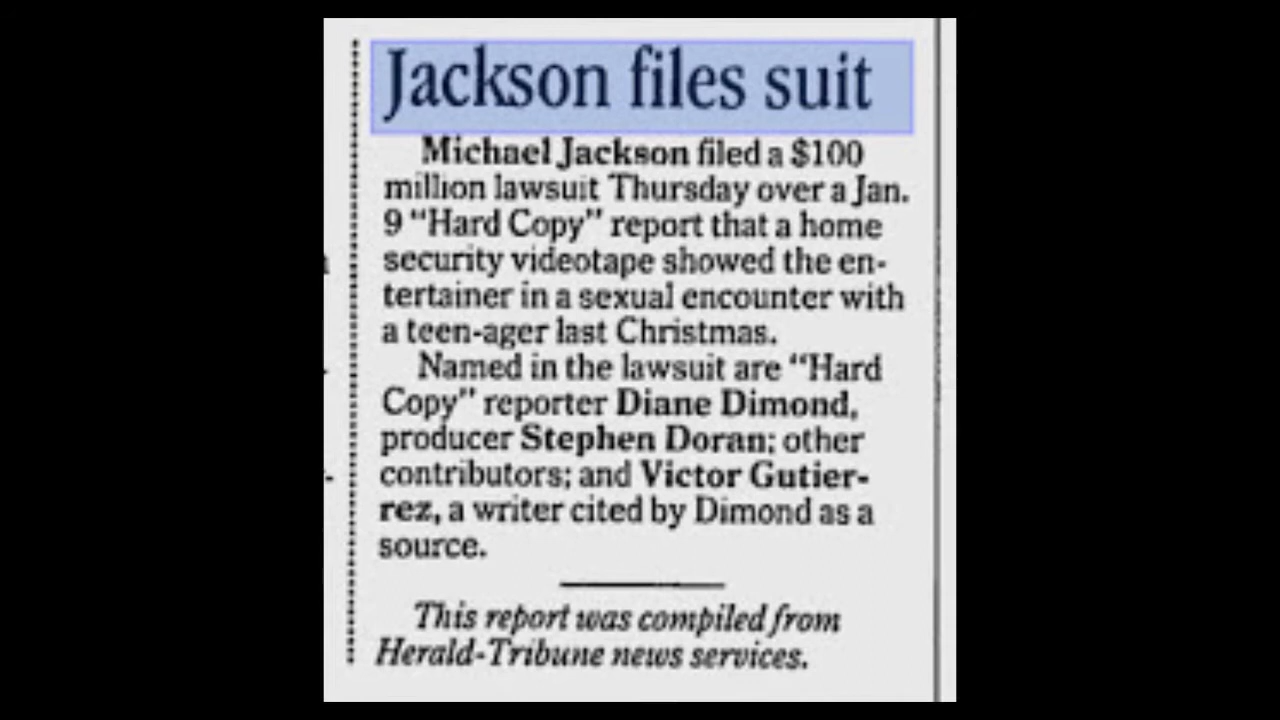 Jackson files suit
Michael Jackson filed a $100
million lawsuit Thursday over a Jan.
9 “Hard Copy” report that a home
security videotape showed the en-
tertainer in a sexual encounter with
a teen-ager last Christmas.
Named in the lawsuit are “Hard
Copy” reporter Diane Dimond,
producer Stephen Doran; other
contributors; and Victor Gutier-
rez, a writer cited by Dimond as a
source.
This report was compiled from
Herald-Tribune news services.